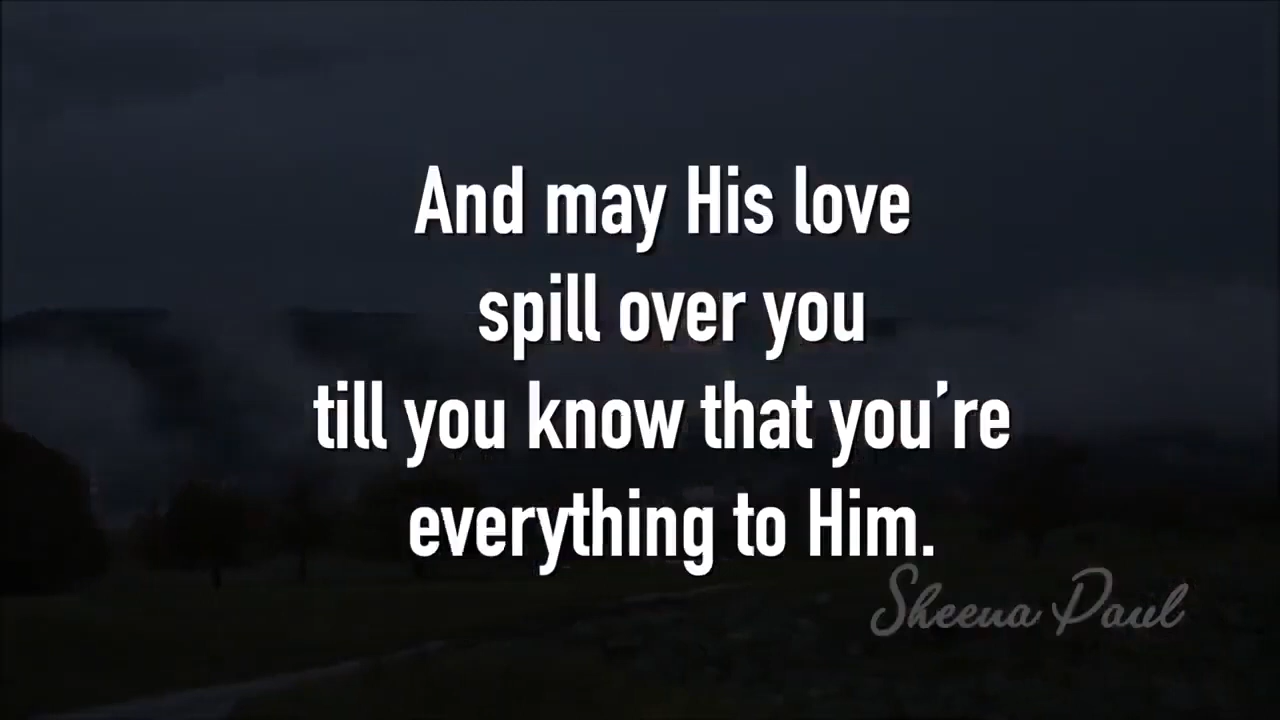 And may His love
spill over you
till you know that you're
everything to Him.
Sheena Paul